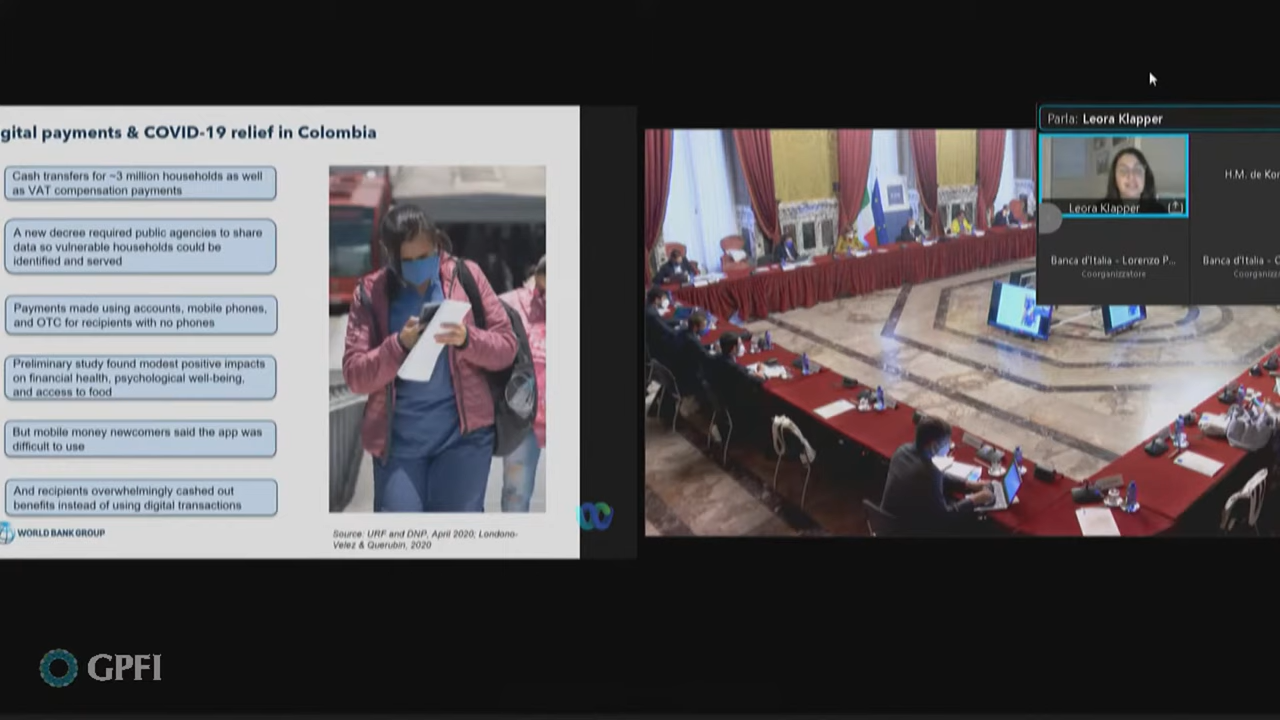 gital payments & COVID-19 relief in Colombia
Cash transfers for ~3 million households as well
as VAT compensation payments
A new decree required public agencies to share
data so vulnerable households could be
identified and served
Payments made using accounts, mobile phones,
and OTC for recipients with no phones
Preliminary study found modest positive impacts
on financial health, psychological well-being,
and access to food
But mobile money newcomers said the app was
difficult to use
And recipients overwhelmingly cashed out
benefits instead of using digital transactions
WORLD BANK GROUP
Source: URF and DNP, April 2020; Londono-
Velez & Querubin, 2020
Parla: Leora Klapper
Leora Klapper
H.M. de Kor
Banca d'Italia - Lorenzo P...
Coorganizzatore
Banca d'Italia - C
Coorganizza
GPFI